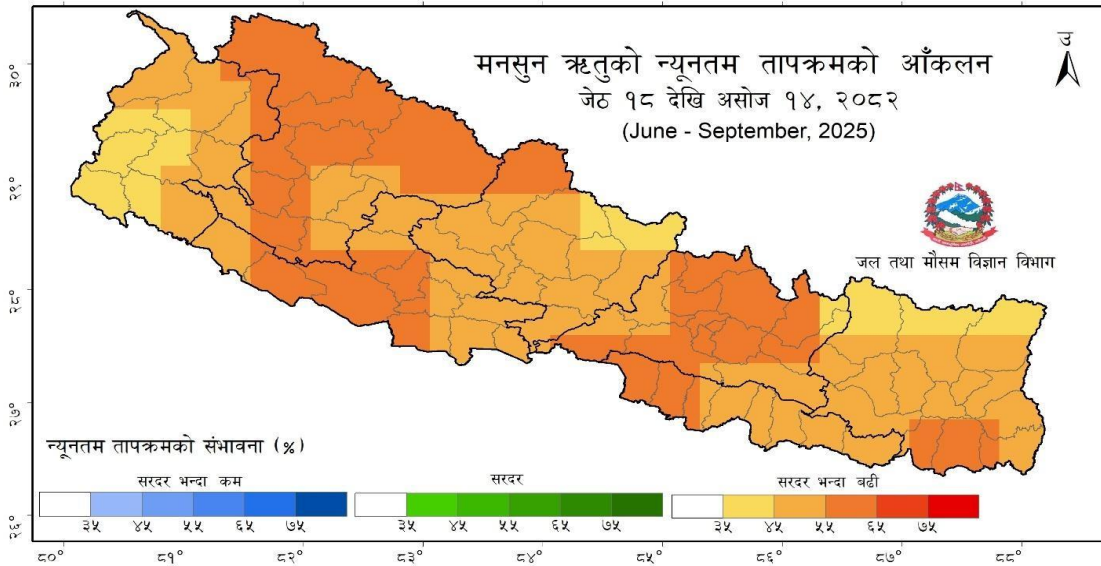 मनसुन ऋतुको न्यूनतम तापक्रमको आँकलन
जेठ १८ देखि असोज १४, २०८२
(June - September, 2025)
उ
जल तथा मौसम विज्ञान विभाग
३०°
२९°
२८°
२७°
२६°
न्यूनतम तापक्रमको संभावना (%)
सरदर भन्दा कम
३५ ४५ ५५ ६५ ७५
सरदर
३५ ४५ ५५ ६५ ७५
सरदर भन्दा बढी
३५ ४५ ५५ ६५ ७५
८०° ८१° ८२° ८३° ८४° ८५° ८६° ८७° ८८°